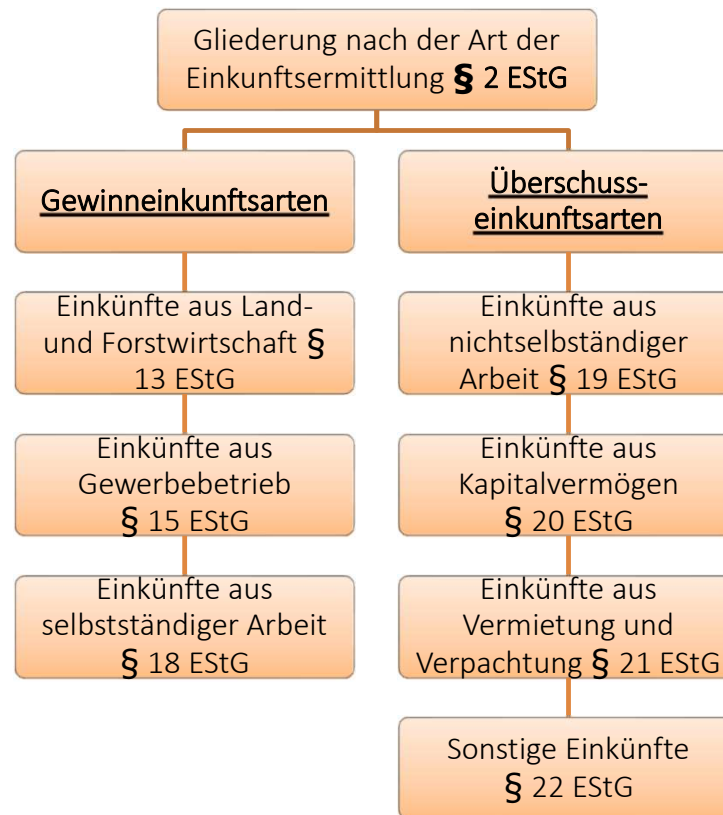 Gliederung nach der Art der
Einkunftsermittlung § 2 EStG
Gewinneinkunftsarten
Einkünfte aus Land-
und Forstwirtschaft §
13 EStG
Einkünfte aus
Gewerbebetrieb
§ 15 EStG
Einkünfte aus
selbstständiger Arbeit
§ 18 EStG
Überschuss-
einkunftsarten
Einkünfte aus
nichtselbständiger
Arbeit § 19 EStG
Einkünfte aus
Kapitalvermögen
§ 20 EStG
Einkünfte aus
Vermietung und
Verpachtung § 21 EStG
Sonstige Einkünfte
§ 22 EStG